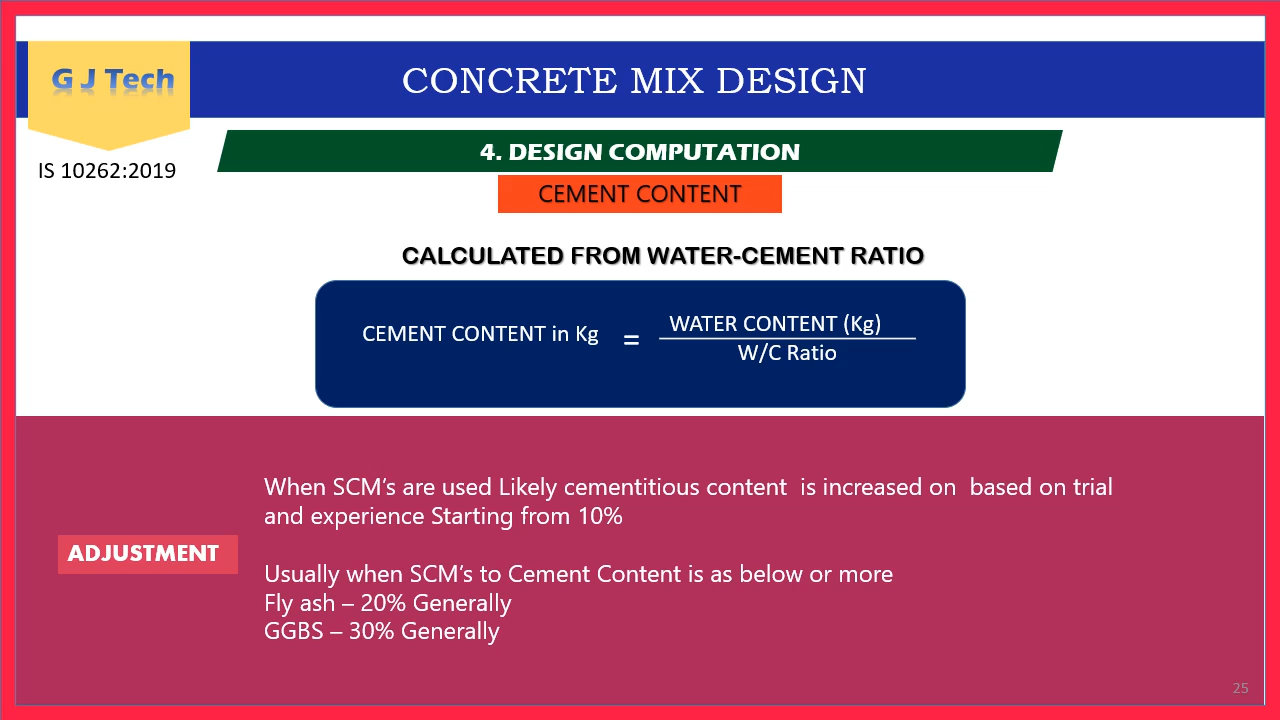 G J Tech
CONCRETE MIX DESIGN
IS 10262:2019
4. DESIGN COMPUTATION
CEMENT CONTENT
CALCULATED FROM WATER-CEMENT RATIO
CEMENT CONTENT in Kg = WATER CONTENT (Kg)
W/C Ratio
ADJUSTMENT
When SCM’s are used Likely cementitious content is increased on based on trial
and experience Starting from 10%
Usually when SCM’s to Cement Content is as below or more
Fly ash – 20% Generally
GGBS – 30% Generally
25